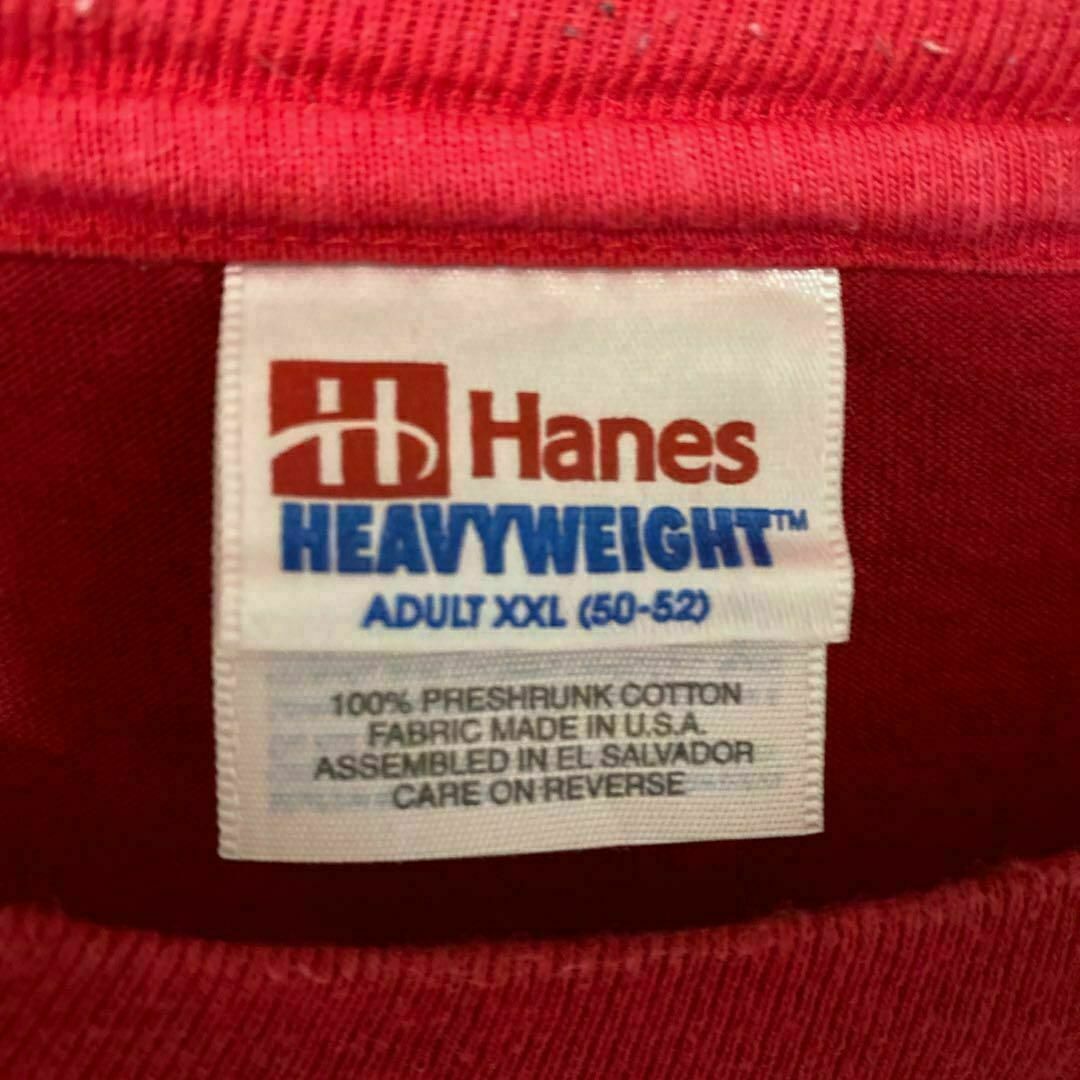 H Hanes
HEAVYWEIGHT™
ADULT XXL (50-52)
100% PRESHRUNK COTTON
FABRIC MADE IN U.S.A.
ASSEMBLED IN EL SALVADOR
CARE ON REVERSE